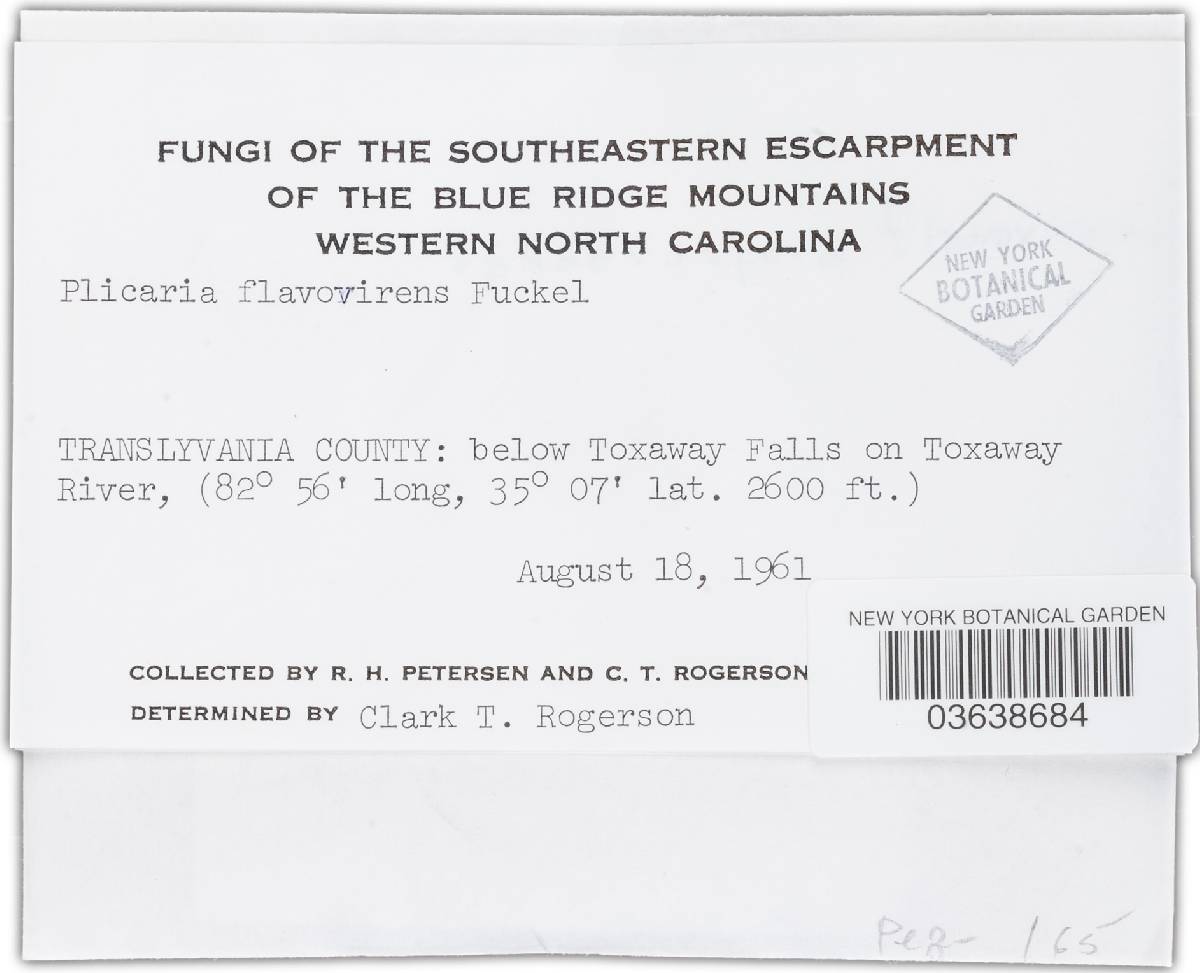 FUNGI OF THE SOUTHEASTERN ESCARPMENT
OF THE BLUE RIDGE MOUNTAINS
WESTERN NORTH CAROLINA
Plicaria flavovirens Fuckel
NEW YORK
BOTANICAL
GARDEN
TRANSLYVANIA COUNTY: below Toxaway Falls on Toxaway
River, (82° 56' long, 35° 07' lat. 2600 ft.)
August 18, 1961
NEW YORK BOTANICAL GARDEN
03638684
COLLECTED BY R. H. PETERSEN AND C. T. ROGERSON
DETERMINED BY Clark T. Rogerson
165